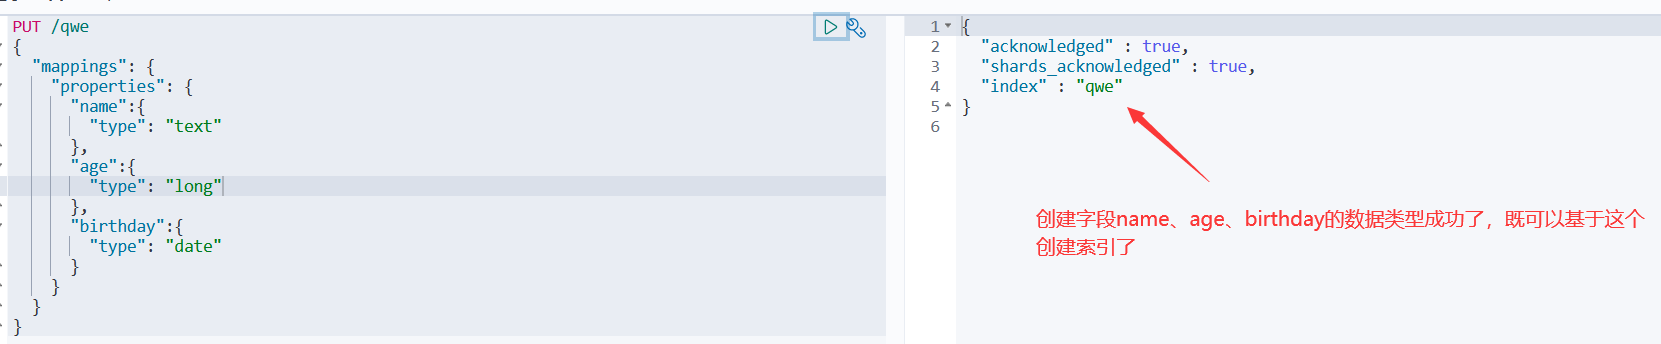 PUT /qwe
{
"mappings": {
"properties": {
"name":{
"type": "text"
},
"age":{
"type": "long"
},
"birthday":{
"type": "date"
}
}
}
}
1 {
2 "acknowledged" : true,
3 "shards_acknowledged" : true,
4 "index" : "qwe"
5 }
6
创建字段name、age、birthday的数据类型成功了，既可以基于这个
创建索引了